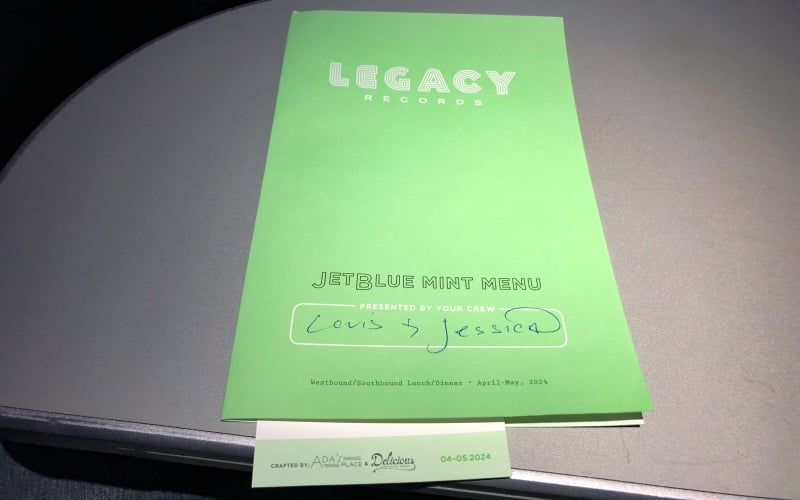 LEGACY
RECORDS
JETBLUE MINT MENU
PRESENTED BY YOUR CREW
Louis & Jessica
Westbound/Southbound Lunch/Dinner • April-May, 2024
CRAFTED BY: ADA'S PLACE & Delicious 04-05.2024